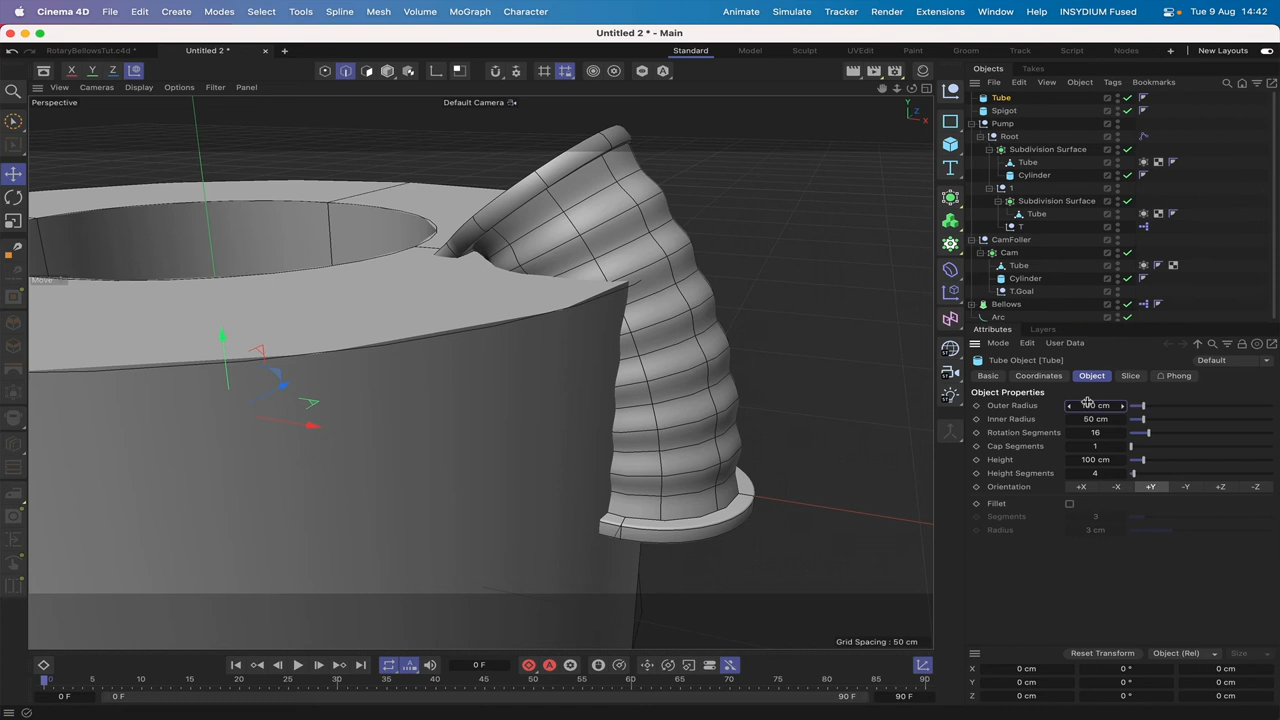 Cinema 4D File Edit Create Modes Select Tools Spline Mesh Volume MoGraph Character Animate Simulate Tracker Render Extensions Window Help INSYDIUM Fused Tue 9 Aug 14:42
Untitled 2 * - Main
RotaryBellowsTut.c4d * Untitled 2 * Standard Model Sculpt UVEdit Paint Groom Track Script Nodes New Layouts
X Y Z
View Cameras Display Options Filter Panel
Perspective Default Camera
Y Z X
Move
Grid Spacing : 50 cm
Objects Takes
File Edit View Object Tags Bookmarks
Tube
Spigot
Pump
Root
Subdivision Surface
Tube
Cylinder
1
Subdivision Surface
Tube
T
CamFoller
Cam
Tube
Cylinder
T.Goal
Bellows
Arc
Attributes Layers
Mode Edit User Data
Tube Object [Tube] Default
Basic Coordinates Object Slice Phong
Object Properties
Outer Radius cm
Inner Radius 50 cm
Rotation Segments 16
Cap Segments 1
Height 100 cm
Height Segments 4
Orientation +X -X +Y -Y +Z -Z
Fillet
Segments 3
Radius 3 cm
Reset Transform Object (Rel) Size
X 0 cm 0 ° 0 cm
Y 0 cm 0 ° 0 cm
Z 0 cm 0 ° 0 cm
0 F
0 5 10 15 20 25 30 35 40 45 50 55 60 65 70 75 80 85 90
0 F 0 F 90 F 90 F